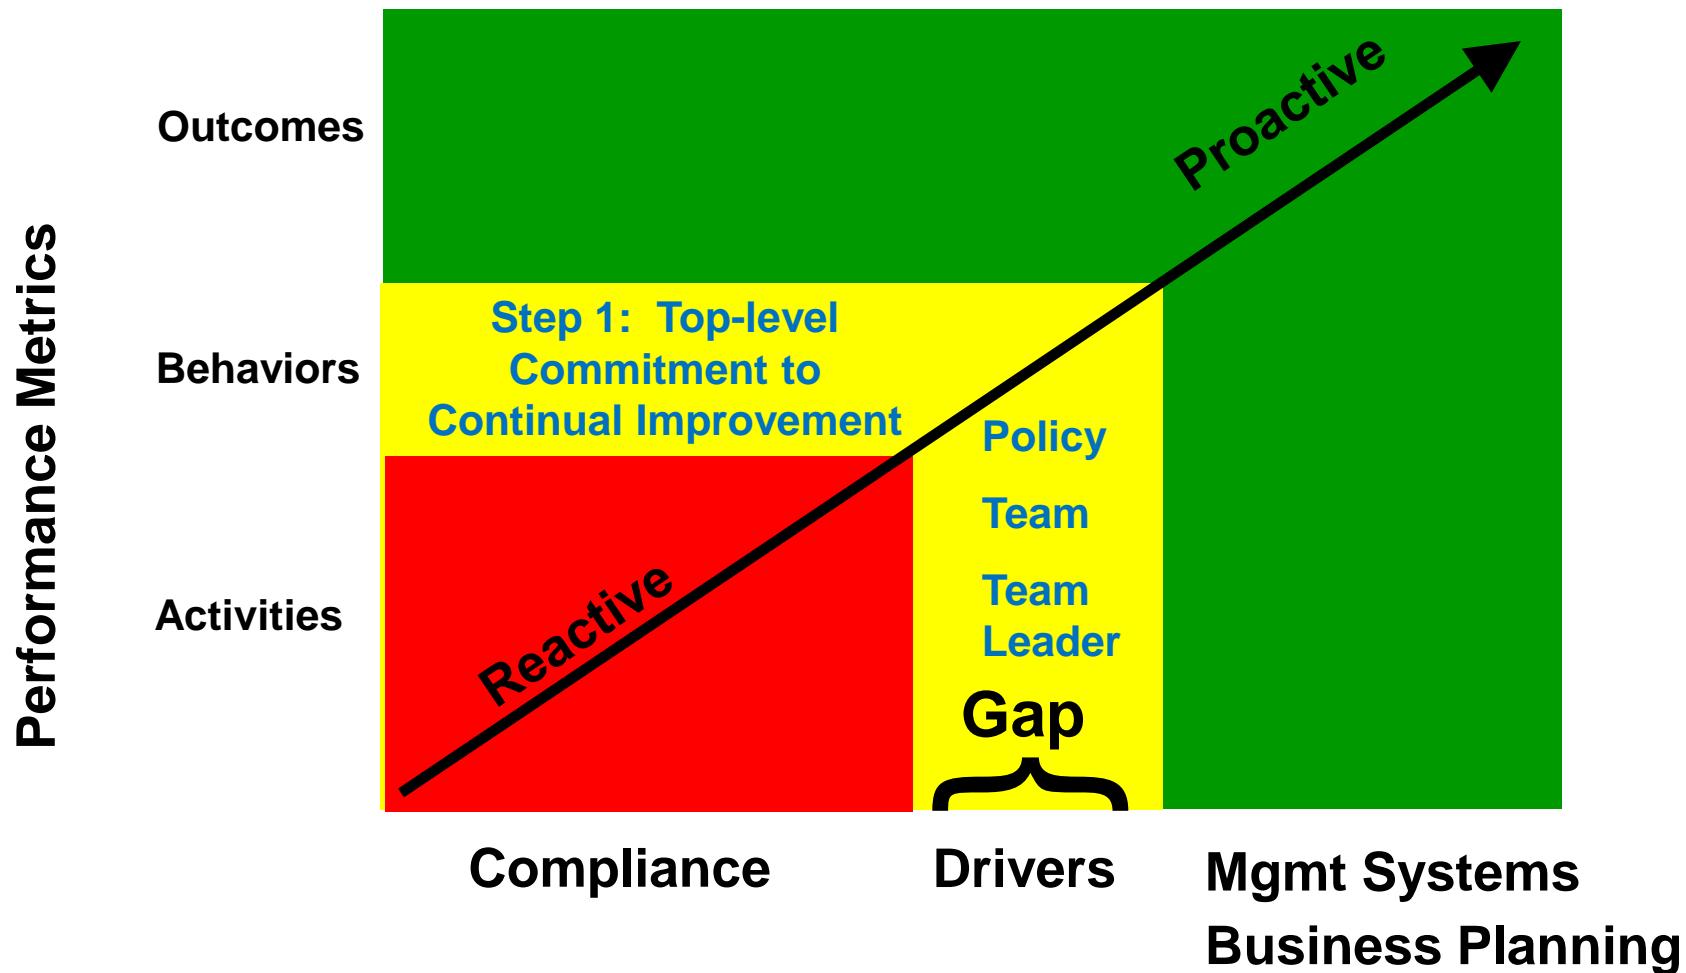 Performance Metrics
Outcomes
Proactive
Behaviors
Step 1: Top-level
Commitment to
Continual Improvement
Policy
Team
Team
Leader
Activities
Reactive
Gap
Compliance
Drivers
Mgmt Systems
Business Planning